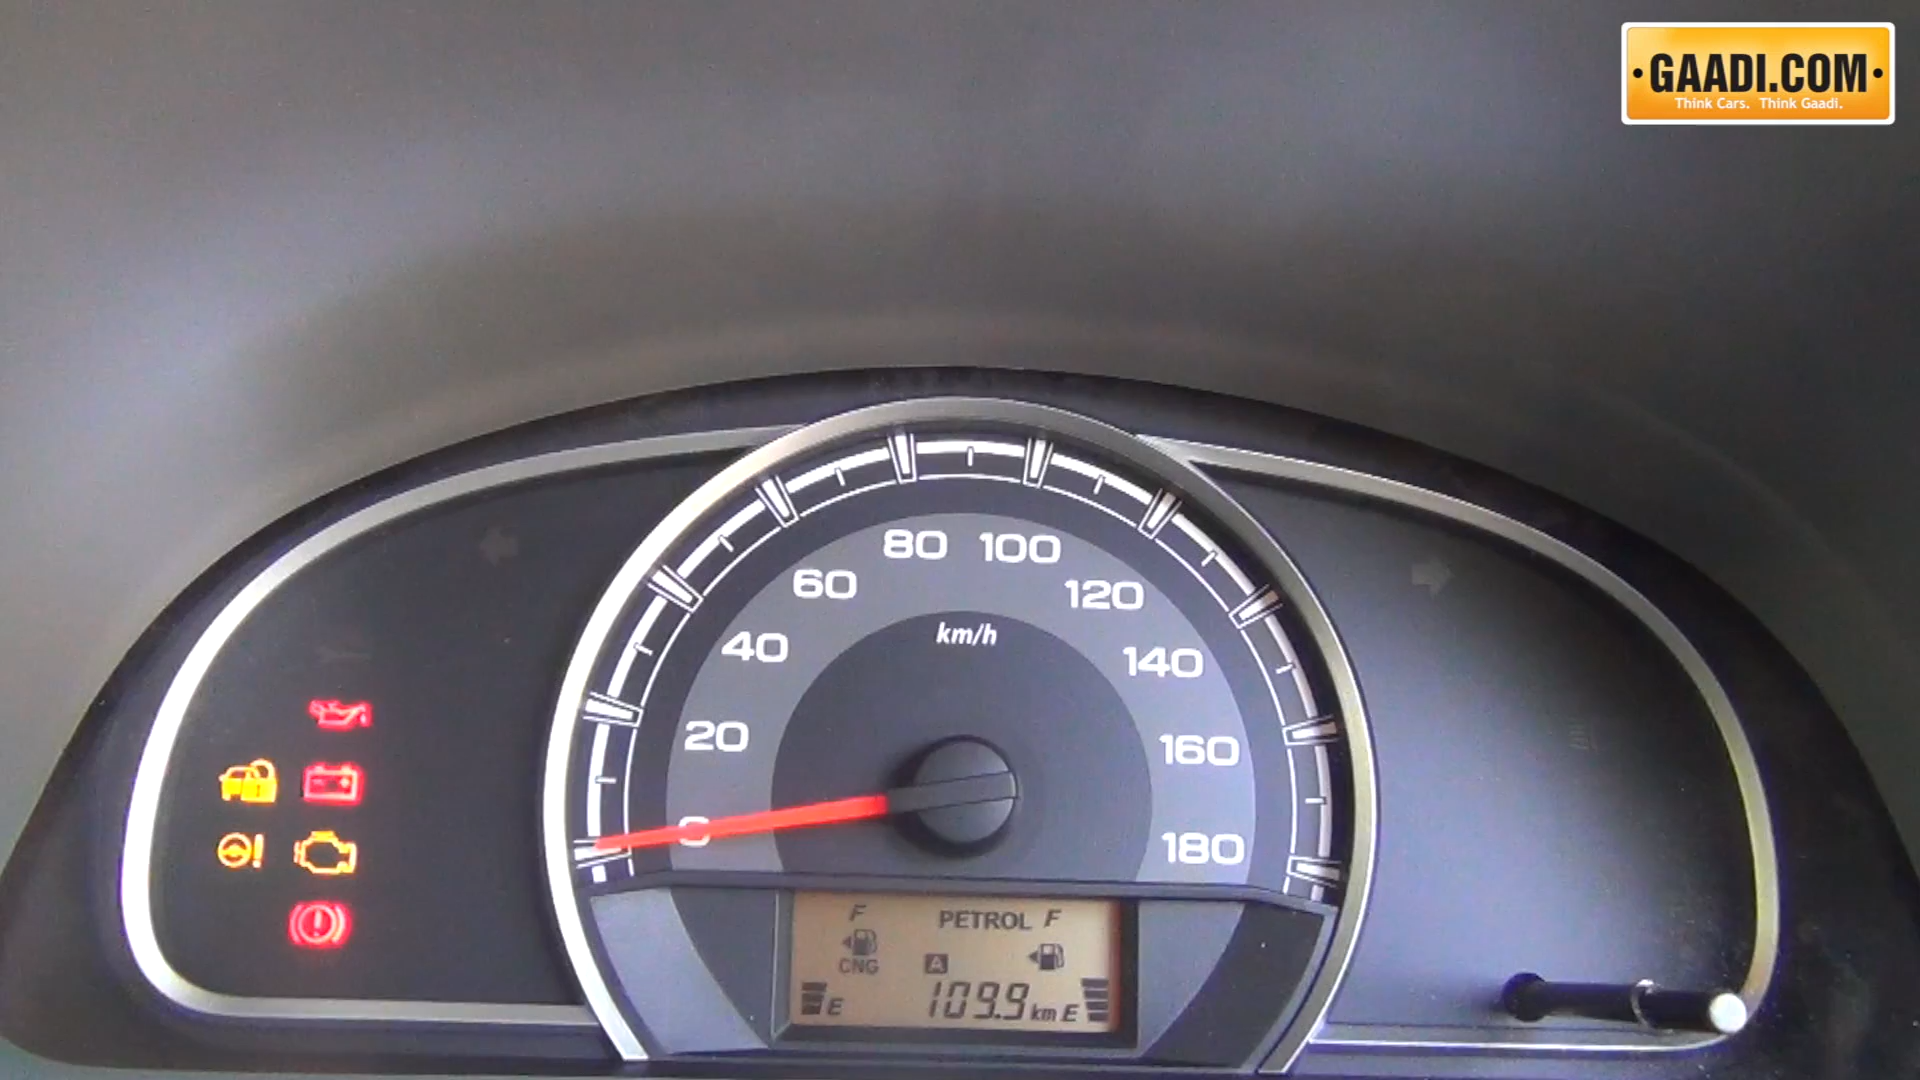 ·GAADI.COM·
Think Cars. Think Gaadi.
80 100
60 120
km/h
40 140
20 160
0 180
F PETROL F
CNG A
E 109.9 km E